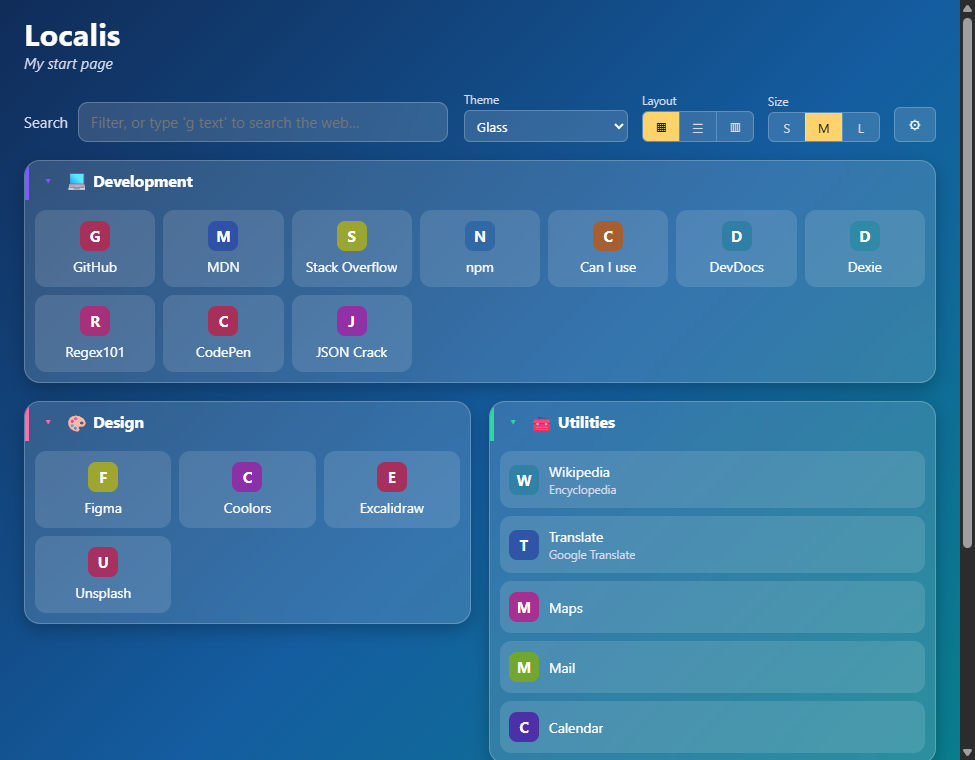 Localis
My start page
Search
Filter, or type 'g text' to search the web...
Theme
Glass
Layout
Size
S M L
Development
G
GitHub
M
MDN
S
Stack Overflow
N
npm
C
Can I use
D
DevDocs
D
Dexie
R
Regex101
C
CodePen
J
JSON Crack
Design
F
Figma
C
Coolors
E
Excalidraw
U
Unsplash
Utilities
W
Wikipedia
Encyclopedia
T
Translate
Google Translate
M
Maps
M
Mail
C
Calendar